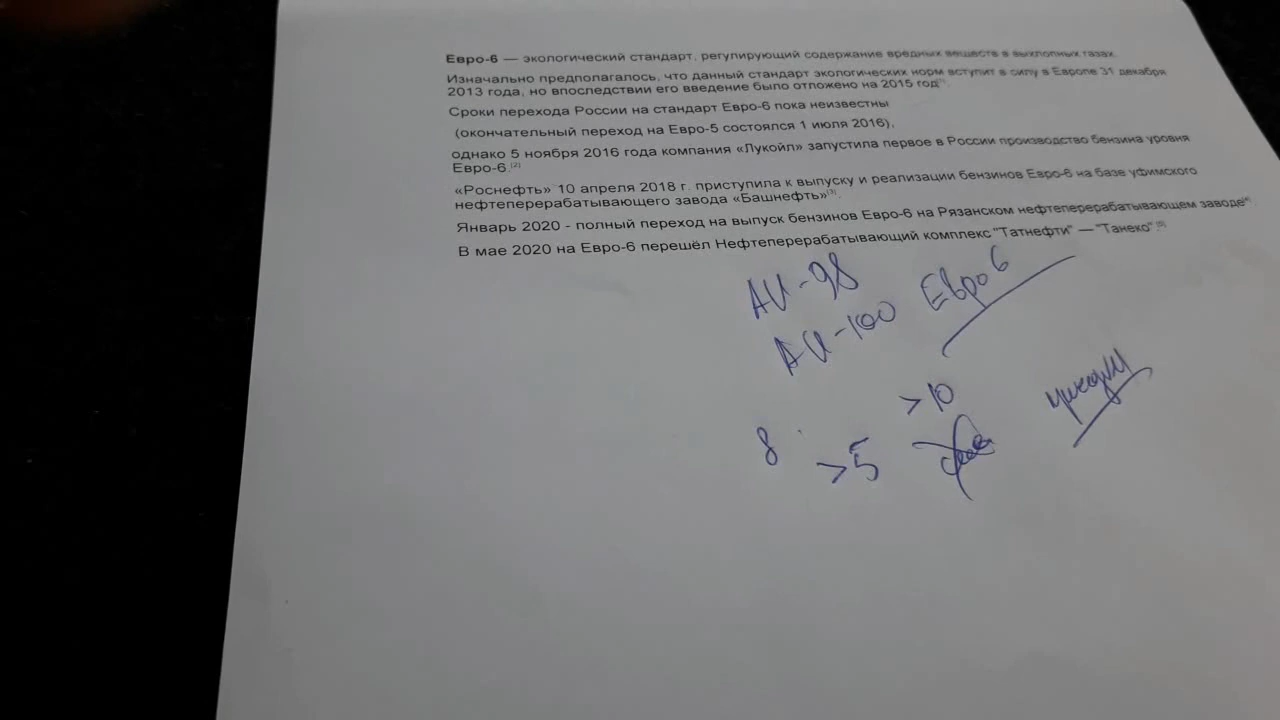 Евро-6 — экологический стандарт, регулирующий содержание вредных веществ в выхлопных газах.
Изначально предполагалось, что данный стандарт экологических норм вступит в силу в Европе 31 декабря
2013 года, но впоследствии его введение было отложено на 2015 год[1].
Сроки перехода России на стандарт Евро-6 пока неизвестны
(окончательный переход на Евро-5 состоялся 1 июля 2016),
однако 5 ноября 2016 года компания «Лукойл» запустила первое в России производство бензина уровня
Евро-6.[2]
«Роснефть» 10 апреля 2018 г. приступила к выпуску и реализации бензинов Евро-6 на базе уфимского
нефтеперерабатывающего завода «Башнефть»[3].
Январь 2020 - полный переход на выпуск бензинов Евро-6 на Рязанском нефтеперерабатывающем заводе[4]
В мае 2020 на Евро-6 перешёл Нефтеперерабатывающий комплекс "Татнефти" — "Танеко" [5]
АИ-98
АИ-100 Евро 6
>10
8 >5